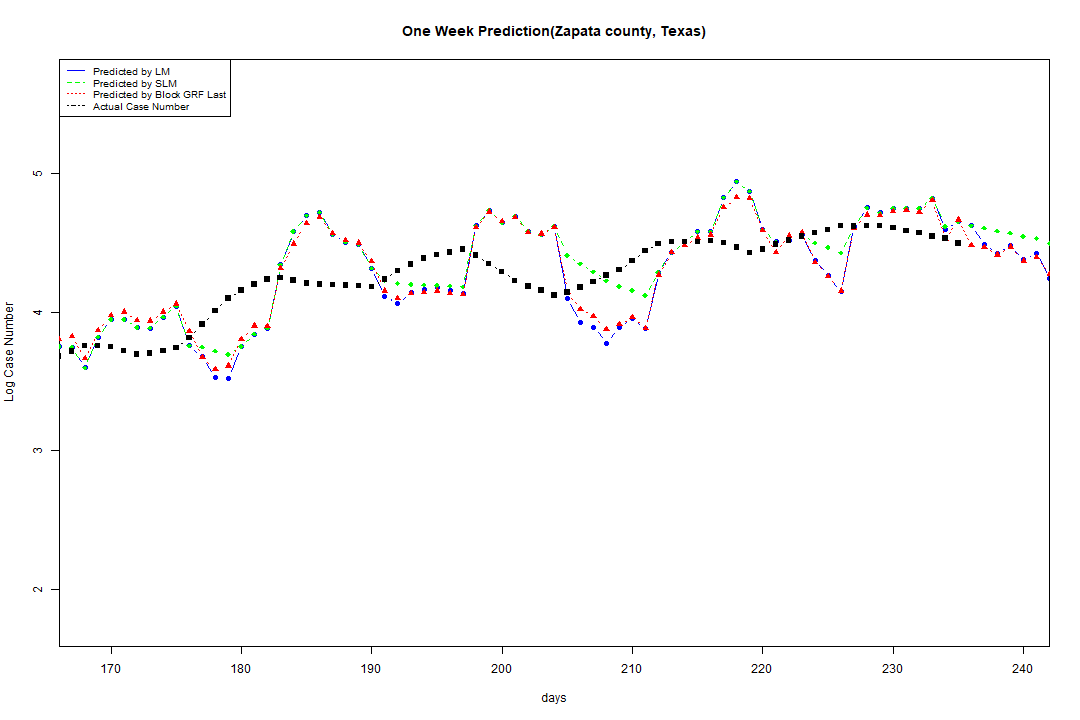 One Week Prediction(Zapata county, Texas)
Predicted by LM
Predicted by SLM
Predicted by Block GRF Last
Actual Case Number
5
4
3
2
Log Case Number
170 180 190 200 210 220 230 240
days